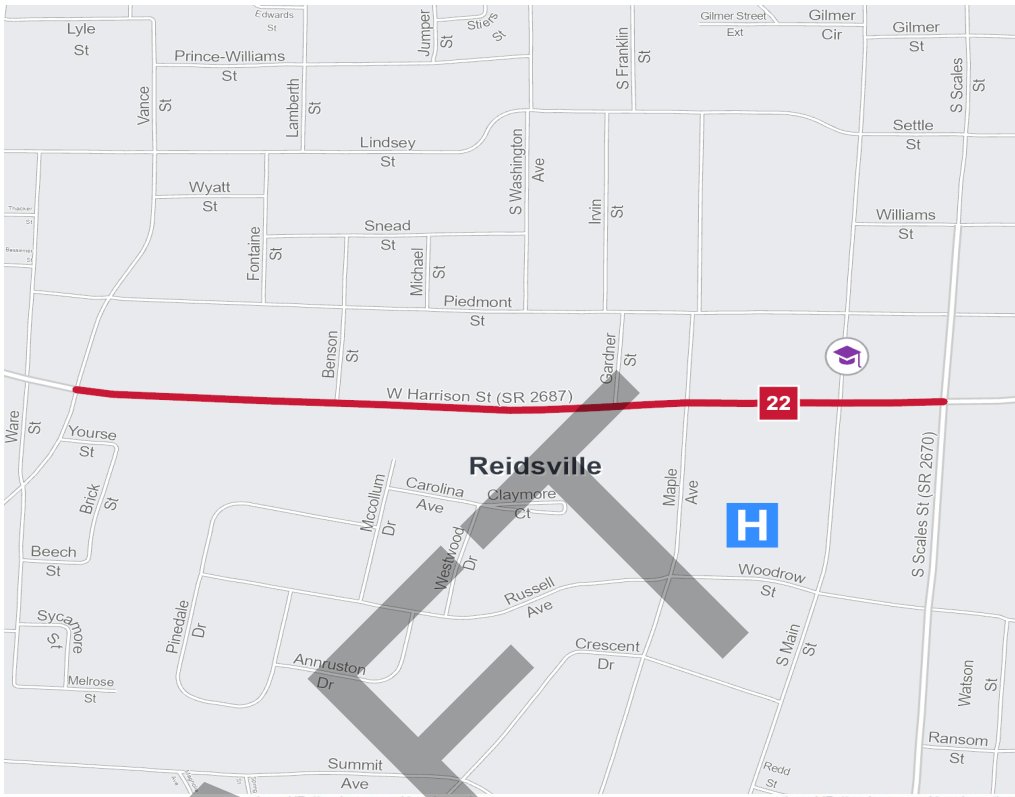 Lyle
St
Edwards
St
Jumper
St
Stiers
St
Gilmer Street
Ext
Gilmer
Cir
Gilmer
St
Prince-Williams
St
S Franklin
St
S Scales
St
Vance
St
Lamberth
St
Lindsey
St
Settle
St
S Washington
Ave
Wyatt
St
Irvin
St
Williams
St
Thacker
St
Snead
St
Fontaine
St
Michael
St
St
Piedmont
St
Benson
St
Gardner
St
W Harrison St (SR 2687)
22
Ware
St
Yourse
St
Reidsville
Maple
Ave
S Scales St (SR 2670)
Brick
St
Mccollum
Dr
Carolina
Ave
Claymore
Ct
H
Westwood
Dr
Beech
St
Woodrow
St
Russell
Ave
Sycamore
St
Pinedale
Dr
S Main
St
Crescent
Dr
Annruston
Dr
Melrose
St
Watson
St
Ransom
St
Summit
Ave
Redd
St